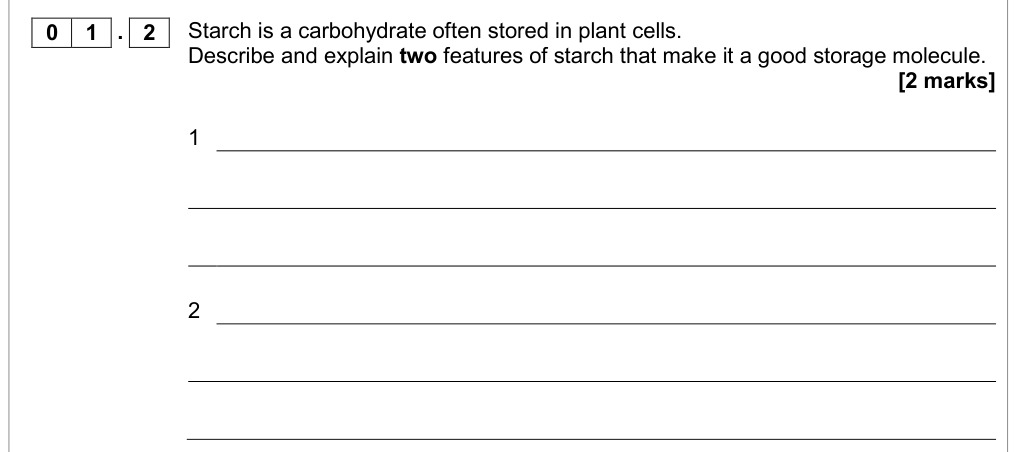 0 1 . 2 Starch is a carbohydrate often stored in plant cells.
Describe and explain two features of starch that make it a good storage molecule.
[2 marks]
1
2